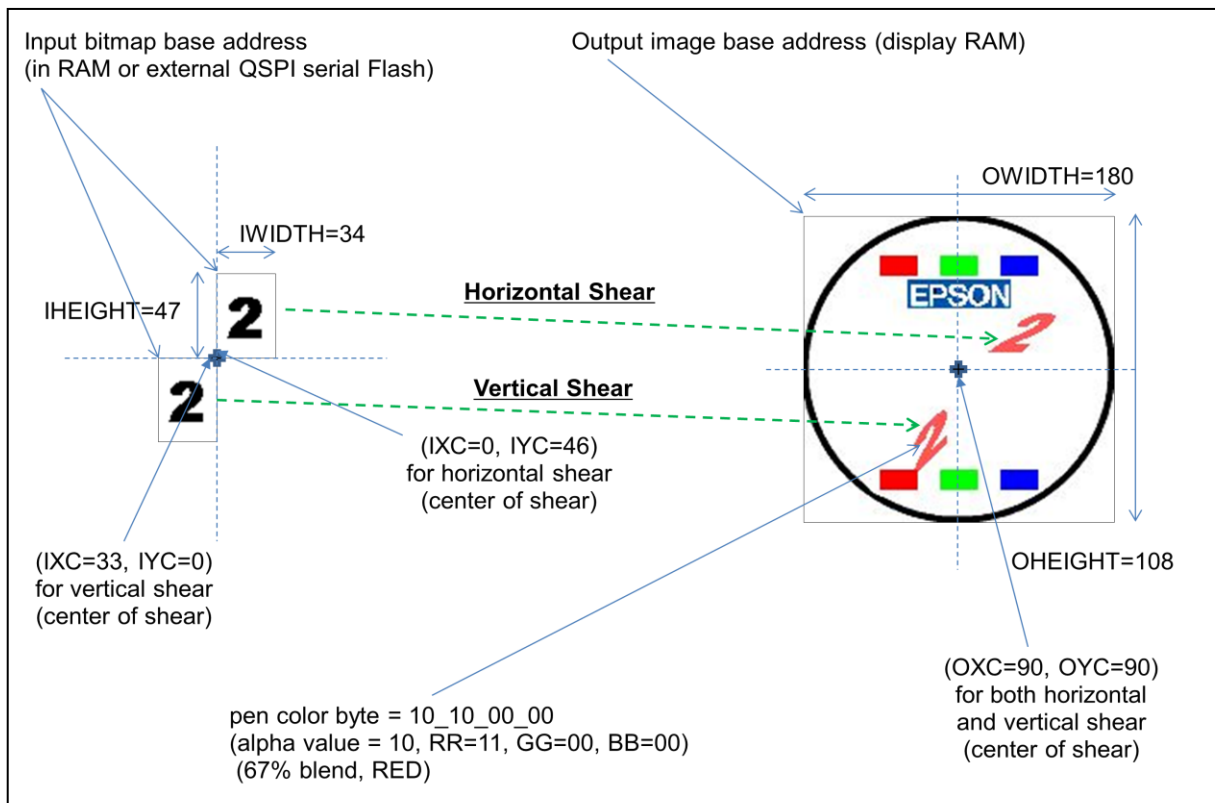 Input bitmap base address
(in RAM or external QSPI serial Flash)
Output image base address (display RAM)
OWIDTH=180
IWIDTH=34
IHEIGHT=47
2
Horizontal Shear
EPSON
2
2
Vertical Shear
2
(IXC=0, IYC=46)
for horizontal shear
(center of shear)
(IXC=33, IYC=0)
for vertical shear
(center of shear)
OHEIGHT=108
(OXC=90, OYC=90)
for both horizontal
and vertical shear
(center of shear)
pen color byte = 10_10_00_00
(alpha value = 10, RR=11, GG=00, BB=00)
(67% blend, RED)